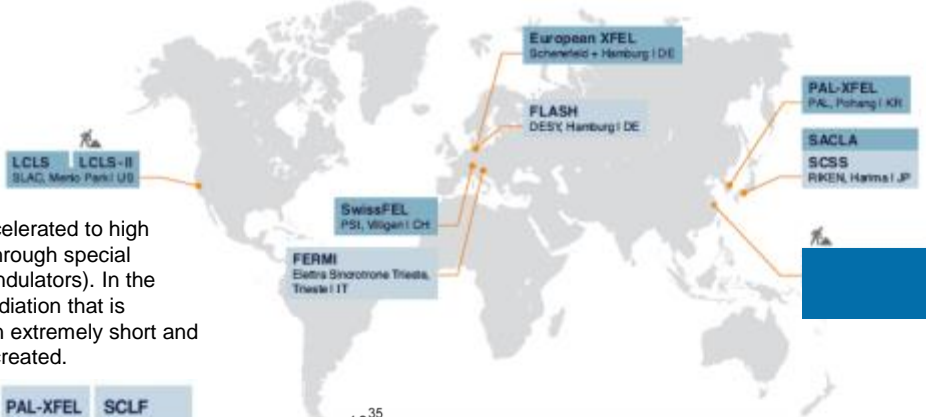 European XFEL
Schenefeld + Hamburg | DE
PAL-XFEL
PAL, Pohang | KR
FLASH
DESY, Hamburg | DE
SACLA
SCSS
RIKEN, Harima | JP
LCLS LCLS-II
SLAC, Menlo Park | US
SwissFEL
PSI, Villigen | CH
FERMI
Elettra Sincrotrone Trieste,
Trieste | IT
celerated to high
hrough special
ndulators). In the
diation that is
n extremely short and
created.
PAL-XFEL SCLF
35